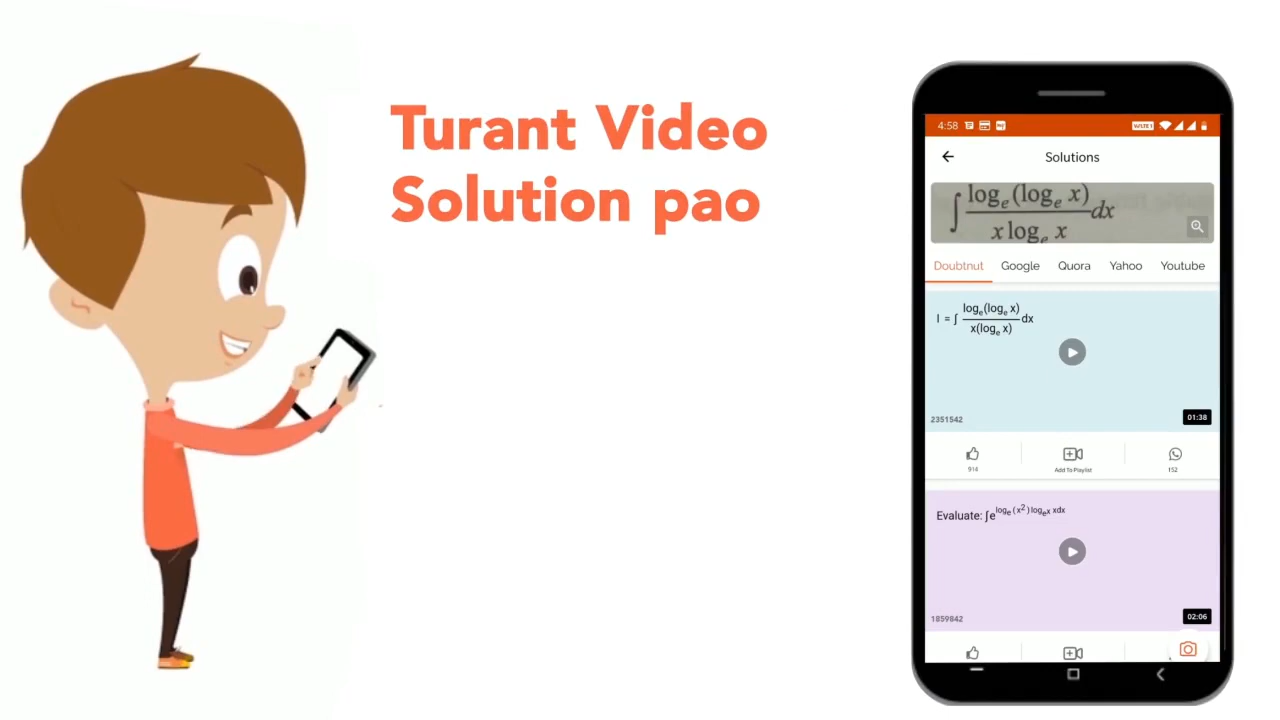 Turant Video
Solution pao
4:58
VoLTE1
Solutions
∫ logₑ(logₑ x) / x logₑ x dx
Doubtnut Google Quora Yahoo Youtube
I = ∫ logₑ(logₑ x) / x(logₑ x) dx
2351542 01:38
914 Add To Playlist 152
Evaluate: ∫e^logₑ(x²)logₑx xdx
1859842 02:06